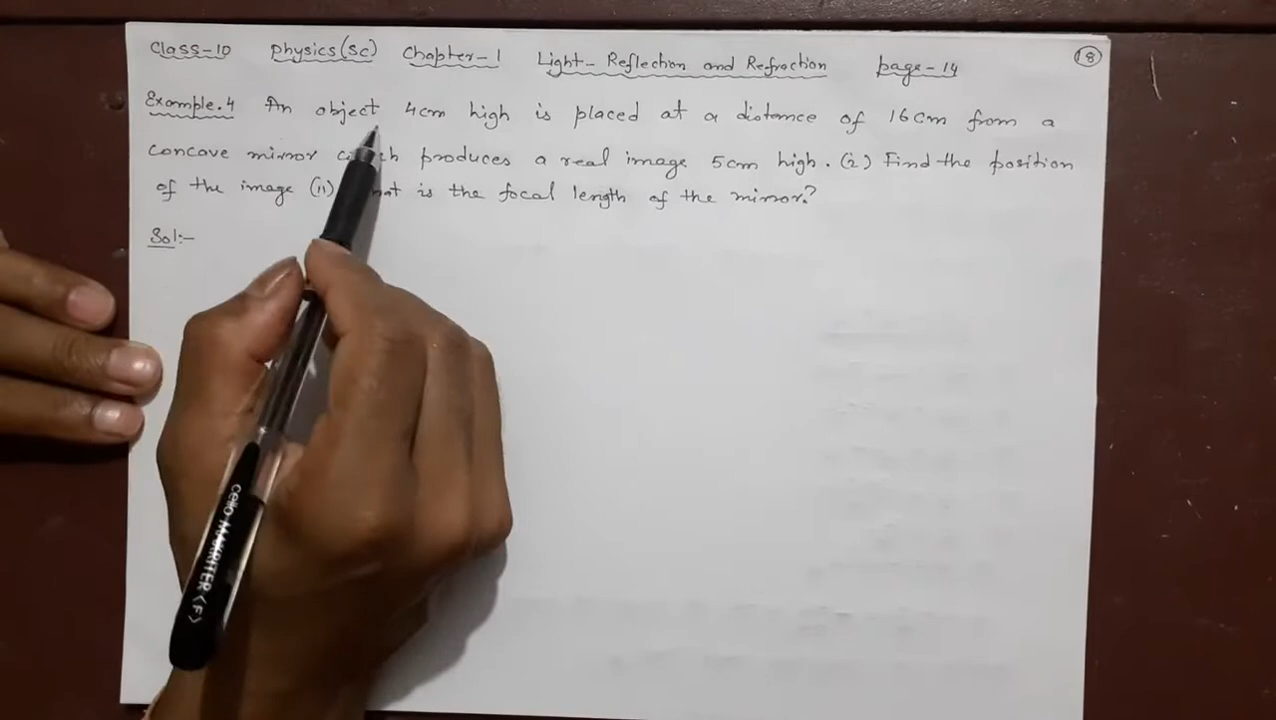 Class-10 Physics(SC) Chapter-1 Light-Reflection and Refraction page-14 18
Example.4 An object 4cm high is placed at a distance of 16cm from a
concave mirror which produces a real image 5cm high. (i) Find the position
of the image (ii) What is the focal length of the mirror?
Sol:-
cello MAXRITER <F>